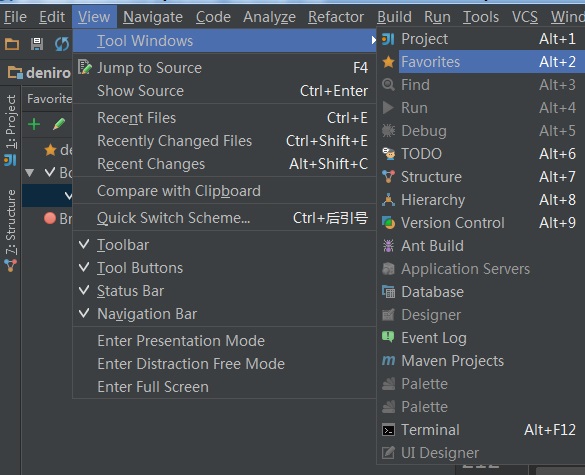 File Edit View Navigate Code Analyze Refactor Build Run Tools VCS Wind
Tool Windows
Jump to Source F4
Show Source Ctrl+Enter
Recent Files Ctrl+E
Recently Changed Files Ctrl+Shift+E
Recent Changes Alt+Shift+C
Compare with Clipboard
Quick Switch Scheme... Ctrl+后引号
Toolbar
Tool Buttons
Status Bar
Navigation Bar
Enter Presentation Mode
Enter Distraction Free Mode
Enter Full Screen
Project Alt+1
Favorites Alt+2
Find Alt+3
Run Alt+4
Debug Alt+5
TODO Alt+6
Structure Alt+7
Hierarchy Alt+8
Version Control Alt+9
Ant Build
Application Servers
Database
Designer
Event Log
Maven Projects
Palette
Palette
Terminal Alt+F12
UI Designer
deniro
Favorites
de
Bo
Br
1: Project
7: Structure